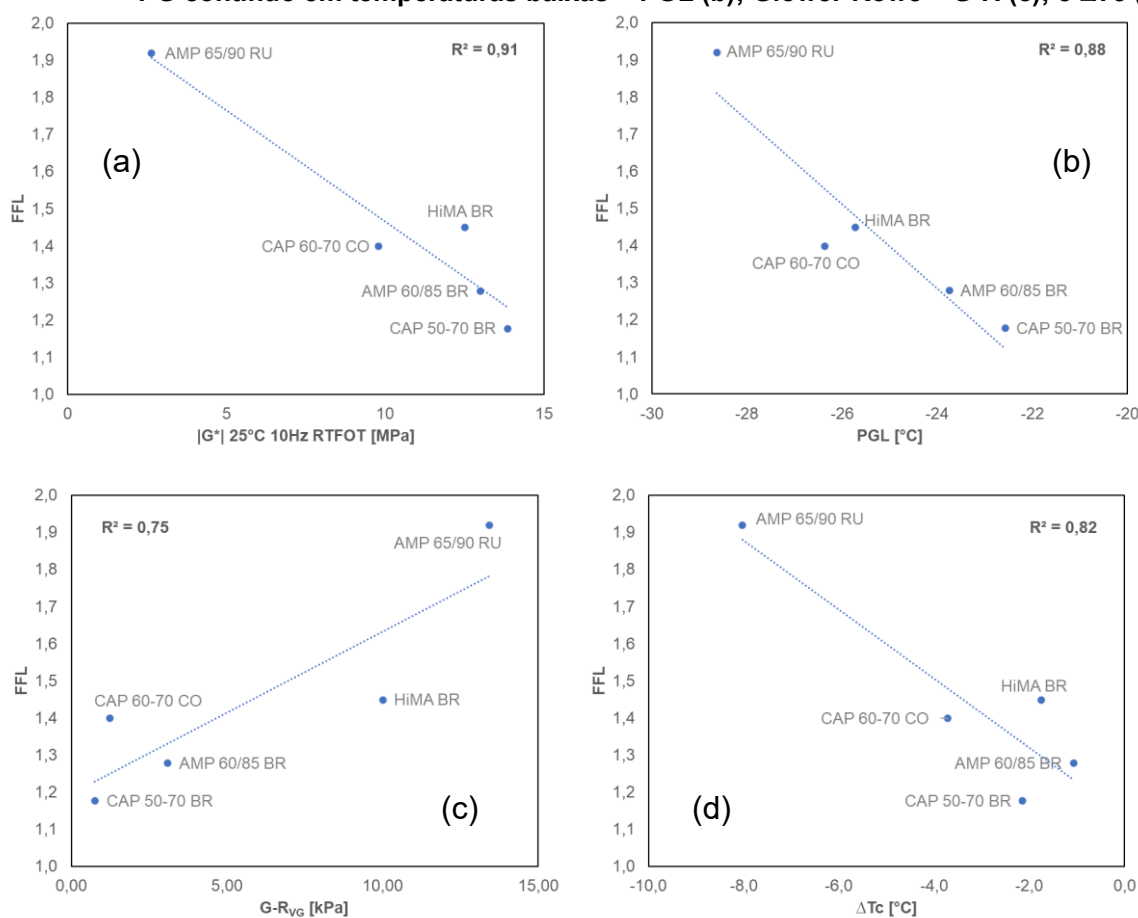 PG contínuo em temperaturas baixas – PGL (b), Glover-Rowe – G-R (c), e ΔTc
2,0
1,9
1,8
1,7
1,6
1,5
1,4
1,3
1,2
1,1
1,0
FFL
AMP 65/90 RU
R² = 0,91
(a)
HiMA BR
CAP 60-70 CO
AMP 60/85 BR
CAP 50-70 BR
0 5 10 15
|G*| 25°C 10Hz RTFOT [MPa]
2,0
1,9
1,8
1,7
1,6
1,5
1,4
1,3
1,2
1,1
1,0
FFL
AMP 65/90 RU
R² = 0,88
(b)
HiMA BR
CAP 60-70 CO
AMP 60/85 BR
CAP 50-70 BR
-30 -28 -26 -24 -22 -20
PGL [°C]
2,0
1,9
1,8
1,7
1,6
1,5
1,4
1,3
1,2
1,1
1,0
FFL
R² = 0,75
AMP 65/90 RU
CAP 60-70 CO
HiMA BR
AMP 60/85 BR
CAP 50-70 BR
(c)
0,00 5,00 10,00 15,00
G-RVG [kPa]
2,0
1,9
1,8
1,7
1,6
1,5
1,4
1,3
1,2
1,1
1,0
FFL
AMP 65/90 RU
R² = 0,82
HiMA BR
CAP 60-70 CO
AMP 60/85 BR
CAP 50-70 BR
(d)
-10,0 -8,0 -6,0 -4,0 -2,0 0,0
ΔTc [°C]